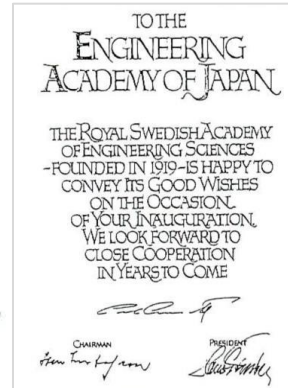 TO THE
ENGINEERING
ACADEMY OF JAPAN
THE ROYAL SWEDISH ACADEMY
OF ENGINEERING SCIENCES
-FOUNDED IN 1919-IS HAPPY TO
CONVEY ITS GOOD WISHES
ON THE OCCASION
OF YOUR INAUGURATION,
WE LOOK FORWARD TO
CLOSE COOPERATION
IN YEARS TO COME
CHAIRMAN PRESIDENT